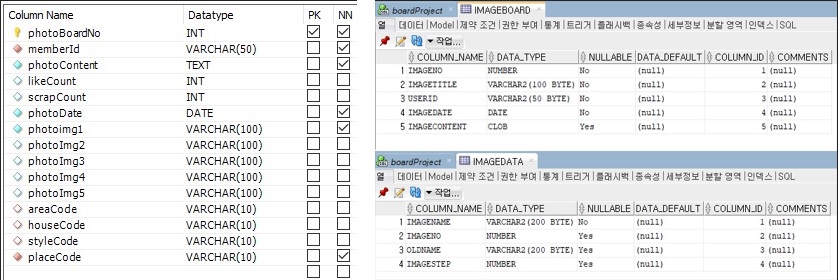 Column Name Datatype PK NN
photoBoardNo INT
memberId VARCHAR(50)
photoContent TEXT
likeCount INT
scrapCount INT
photoDate DATE
photoimg1 VARCHAR(100)
photoImg2 VARCHAR(100)
photoImg3 VARCHAR(100)
photoImg4 VARCHAR(100)
photoImg5 VARCHAR(100)
areaCode VARCHAR(10)
houseCode VARCHAR(10)
styleCode VARCHAR(10)
placeCode VARCHAR(10)
boardProject IMAGEBOARD
열 데이터 | Model | 제약 조건 | 권한 부여 | 통계 | 트리거 | 플래시백 | 종속성 | 세부정보 | 분할 영역 | 인덱스 | SQL
작업...
COLUMN_NAME DATA_TYPE NULLABLE DATA_DEFAULT COLUMN_ID COMMENTS
1 IMAGENO NUMBER No (null) 1 (null)
2 IMAGETITLE VARCHAR2(100 BYTE) No (null) 2 (null)
3 USERID VARCHAR2(50 BYTE) No (null) 3 (null)
4 IMAGEDATE DATE No (null) 4 (null)
5 IMAGECONTENT CLOB Yes (null) 5 (null)
boardProject IMAGEDATA
열 데이터 | Model | 제약 조건 | 권한 부여 | 통계 | 트리거 | 플래시백 | 종속성 | 세부정보 | 분할 영역 | 인덱스 | SQL
작업...
COLUMN_NAME DATA_TYPE NULLABLE DATA_DEFAULT COLUMN_ID COMMENTS
1 IMAGENAME VARCHAR2(200 BYTE) No (null) 1 (null)
2 IMAGENO NUMBER Yes (null) 2 (null)
3 OLDNAME VARCHAR2(200 BYTE) Yes (null) 3 (null)
4 IMAGESTEP NUMBER Yes (null) 4 (null)